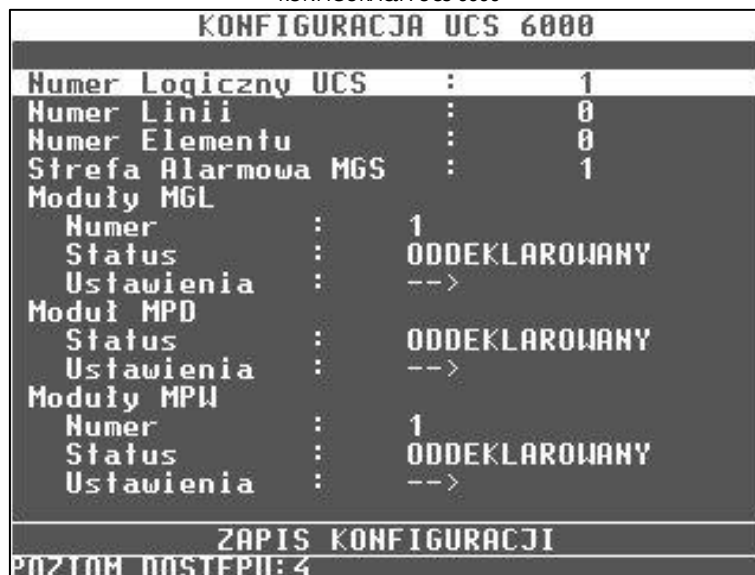 KONFIGURACJA UCS 6000
Numer Logiczny UCS : 1
Numer Linii : 0
Numer Elementu : 0
Strefa Alarmowa MGS : 1
Moduły MGL
Numer : 1
Status : ODDEKLAROWANY
Ustawienia : -->
Moduł MPD
Status : ODDEKLAROWANY
Ustawienia : -->
Moduły MPW
Numer : 1
Status : ODDEKLAROWANY
Ustawienia : -->
ZAPIS KONFIGURACJI
POZIOM DOSTĘPU:4